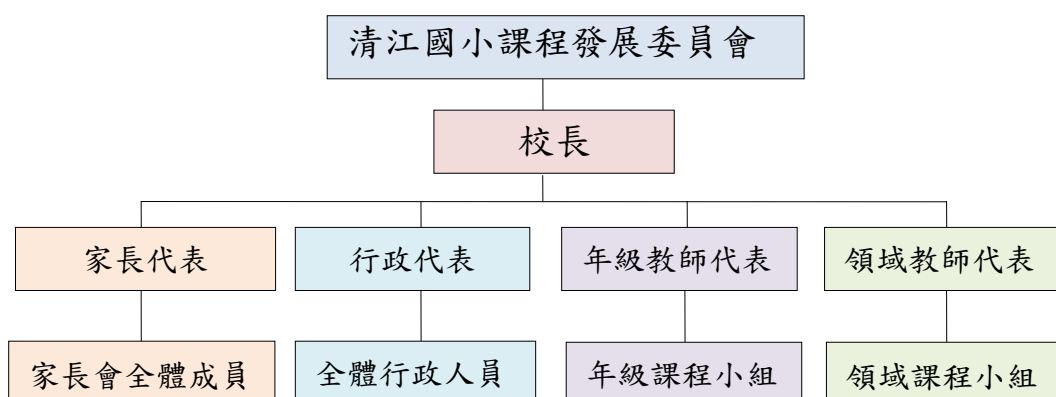 清江國小課程發展委員會
校長
家長代表
行政代表
年級教師代表
領域教師代表
家長會全體成員
全體行政人員
年級課程小組
領域課程小組